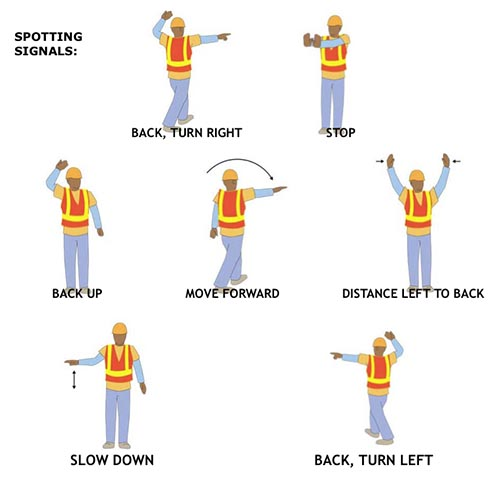 SPOTTING
SIGNALS:
BACK, TURN RIGHT
STOP
BACK UP
MOVE FORWARD
DISTANCE LEFT TO BACK
SLOW DOWN
BACK, TURN LEFT